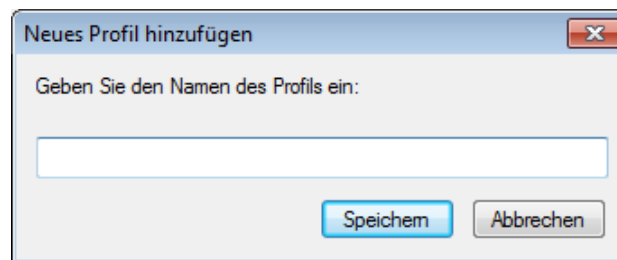 Neues Profil hinzufügen
Geben Sie den Namen des Profils ein:
Speichern Abbrechen